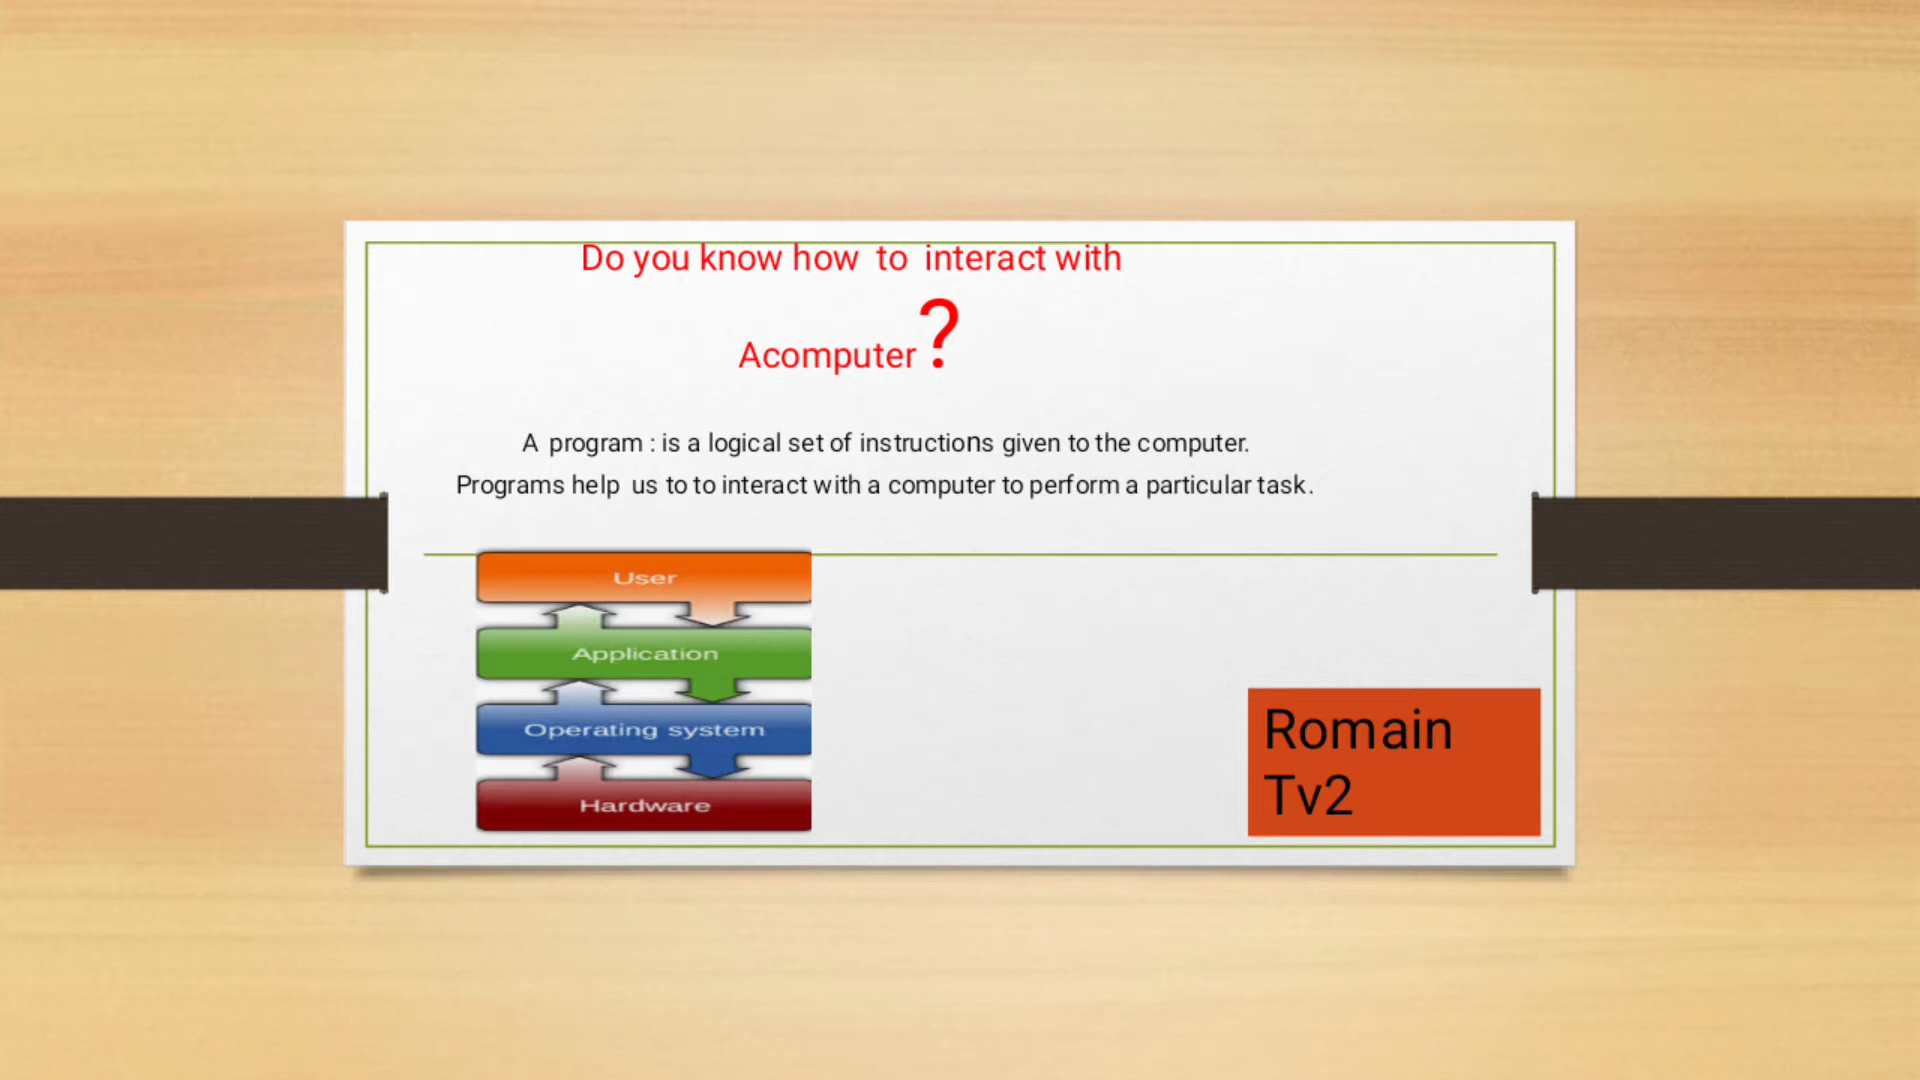 Do you know how to interact with
Acomputer?
A program : is a logical set of instructions given to the computer.
Programs help us to to interact with a computer to perform a particular task.
User
Application
Operating system
Hardware
Romain
Tv2